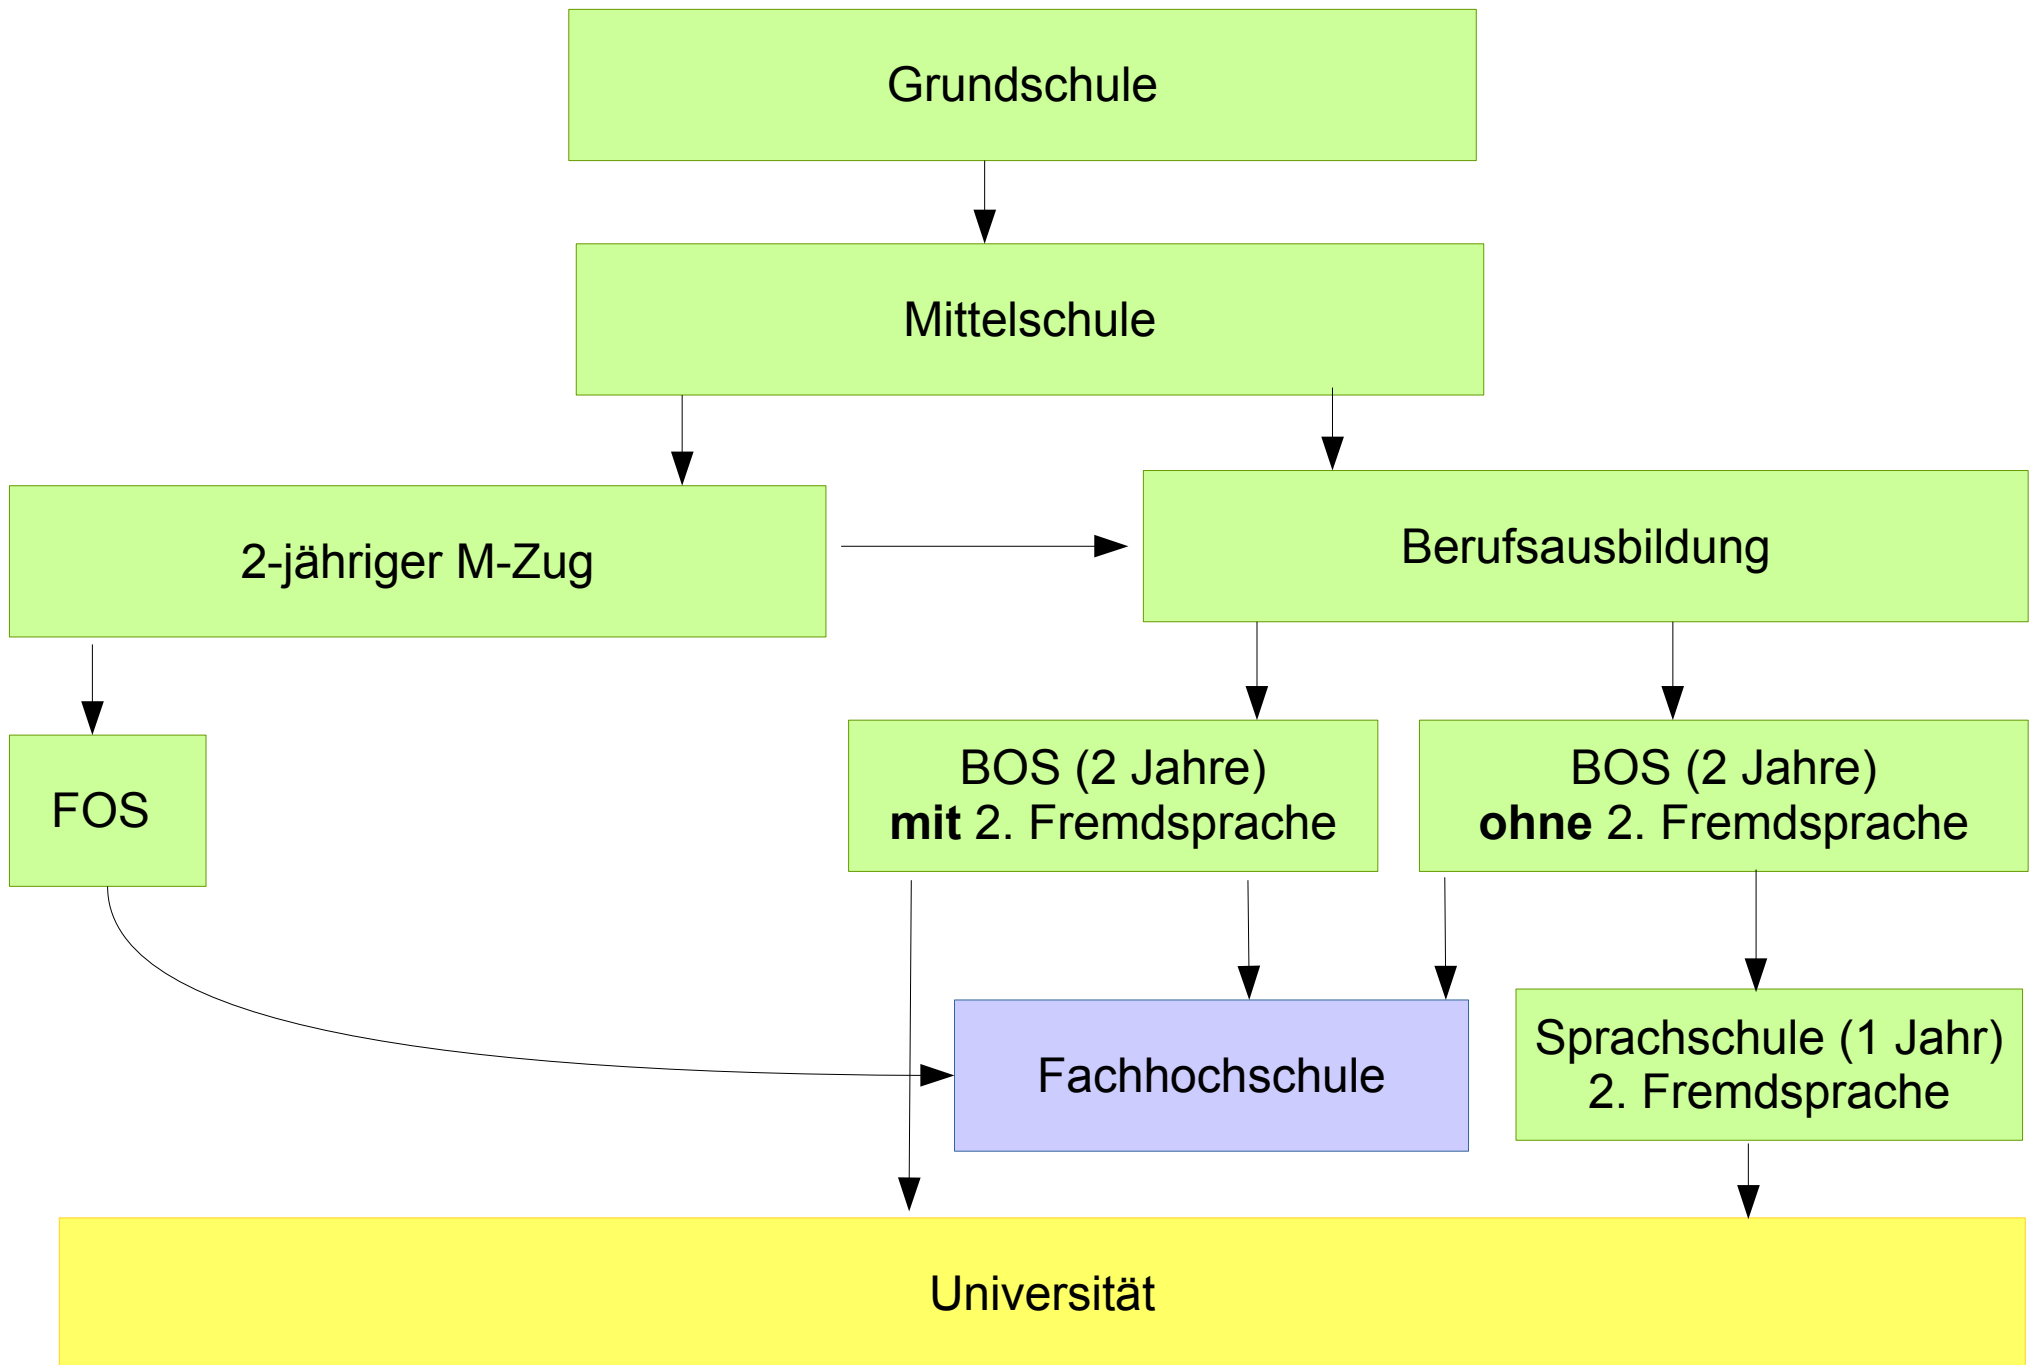 Grundschule
Mittelschule
2-jähriger M-Zug
Berufsausbildung
FOS
BOS (2 Jahre)
mit 2. Fremdsprache
BOS (2 Jahre)
ohne 2. Fremdsprache
Fachhochschule
Sprachschule (1 Jahr)
2. Fremdsprache
Universität